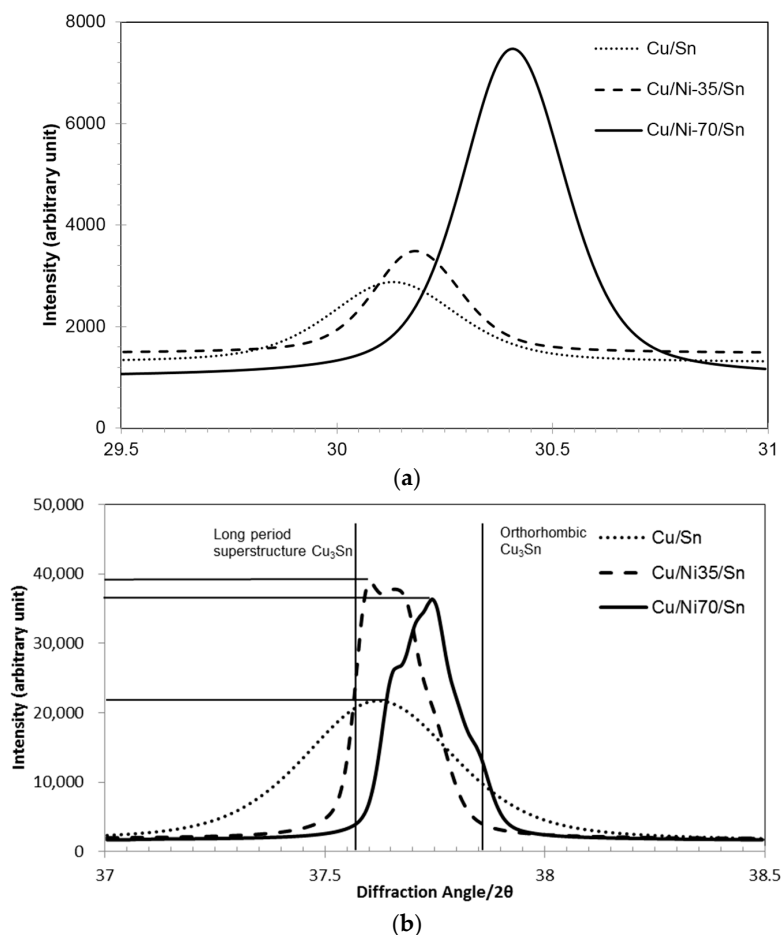 8000
6000
4000
2000
0
Intensity (arbitrary unit)
Cu/Sn
Cu/Ni-35/Sn
Cu/Ni-70/Sn
29.5 30 30.5 31
(a)
50,000
40,000
30,000
20,000
10,000
0
Intensity (arbitrary unit)
Long period
superstructure Cu₃Sn
Orthorhombic
Cu₃Sn
Cu/Sn
Cu/Ni35/Sn
Cu/Ni70/Sn
37 37.5 38 38.5
Diffraction Angle/2θ
(b)